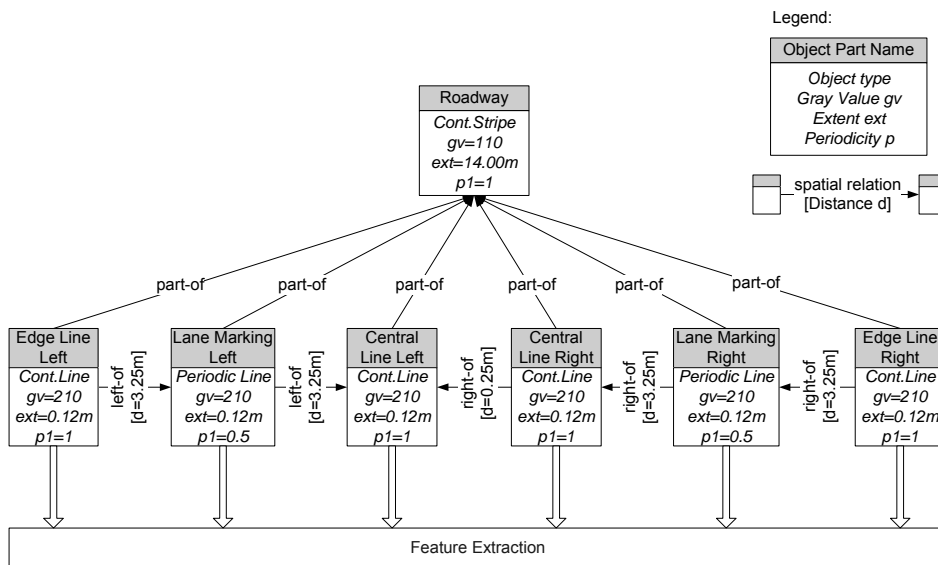 Legend:
Object Part Name
Object type
Gray Value gv
Extent ext
Periodicity p
spatial relation
[Distance d]
Roadway
Cont.Stripe
gv=110
ext=14.00m
p1=1
part-of
part-of
part-of
part-of
part-of
part-of
Edge Line
Left
Cont.Line
gv=210
ext=0.12m
p1=1
left-of
[d=3.25m]
Lane Marking
Left
Periodic Line
gv=210
ext=0.12m
p1=0.5
left-of
[d=3.25m]
Central
Line Left
Cont.Line
gv=210
ext=0.12m
p1=1
right-of
[d=0.25m]
Central
Line Right
Cont.Line
gv=210
ext=0.12m
p1=1
right-of
[d=3.25m]
Lane Marking
Right
Periodic Line
gv=210
ext=0.12m
p1=0.5
right-of
[d=3.25m]
Edge Line
Right
Cont.Line
gv=210
ext=0.12m
p1=1
Feature Extraction